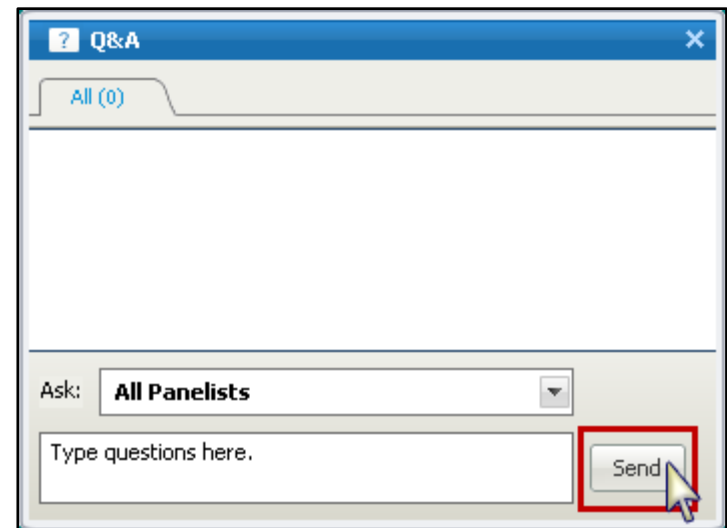 ? Q&A
All (0)
Ask: All Panelists
Type questions here.
Send